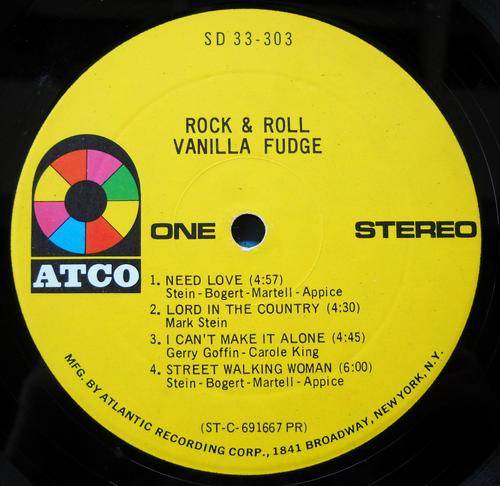 SD 33-303
ROCK & ROLL
VANILLA FUDGE
ATCO
ONE
STEREO
1. NEED LOVE (4:57)
Stein-Bogert-Martell-Appice
2. LORD IN THE COUNTRY (4:30)
Mark Stein
3. I CAN'T MAKE IT ALONE (4:45)
Gerry Goffin-Carole King
4. STREET WALKING WOMAN (6:00)
Stein-Bogert-Martell-Appice
(ST-C-691667 PR)
MFG. BY ATLANTIC RECORDING CORP., 1841 BROADWAY, NEW YORK, N.Y.